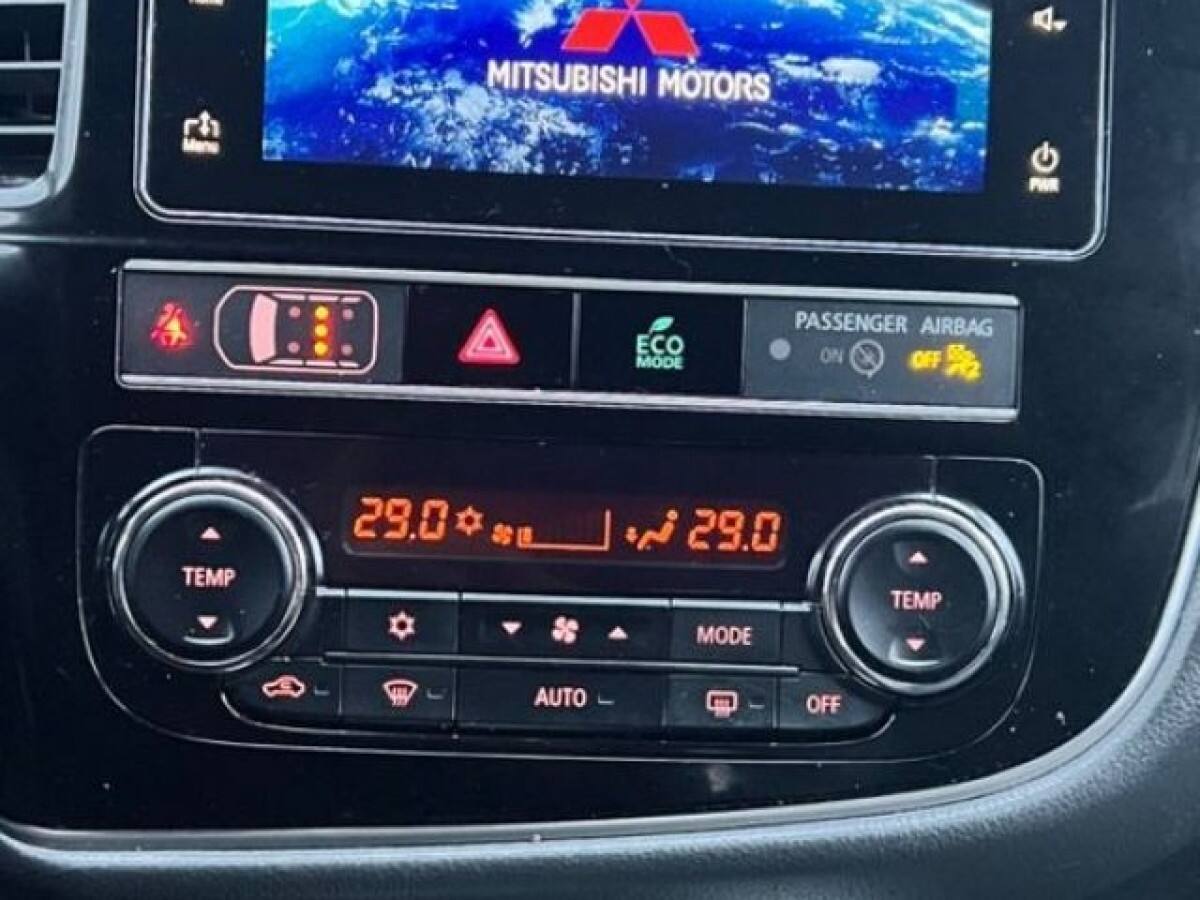 MITSUBISHI MOTORS
Menu
PWR
PASSENGER AIRBAG
ON
OFF
ECO
MODE
29.0
29.0
TEMP
TEMP
MODE
AUTO
OFF